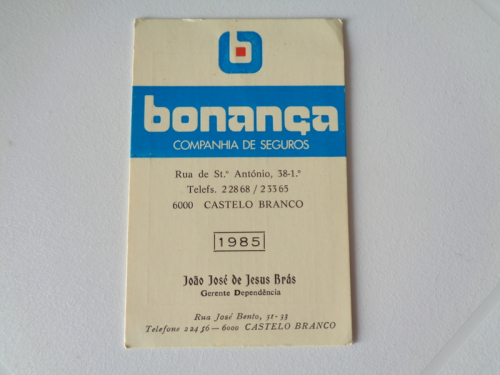 b
bonança
COMPANHIA DE SEGUROS
Rua de St.º António, 38-1.º
Telefs. 22868 / 23365
6000 CASTELO BRANCO
1985
João José de Jesus Brás
Gerente Dependência
Rua José Bento, 31-33
Telefone 22456 — 6000 CASTELO BRANCO